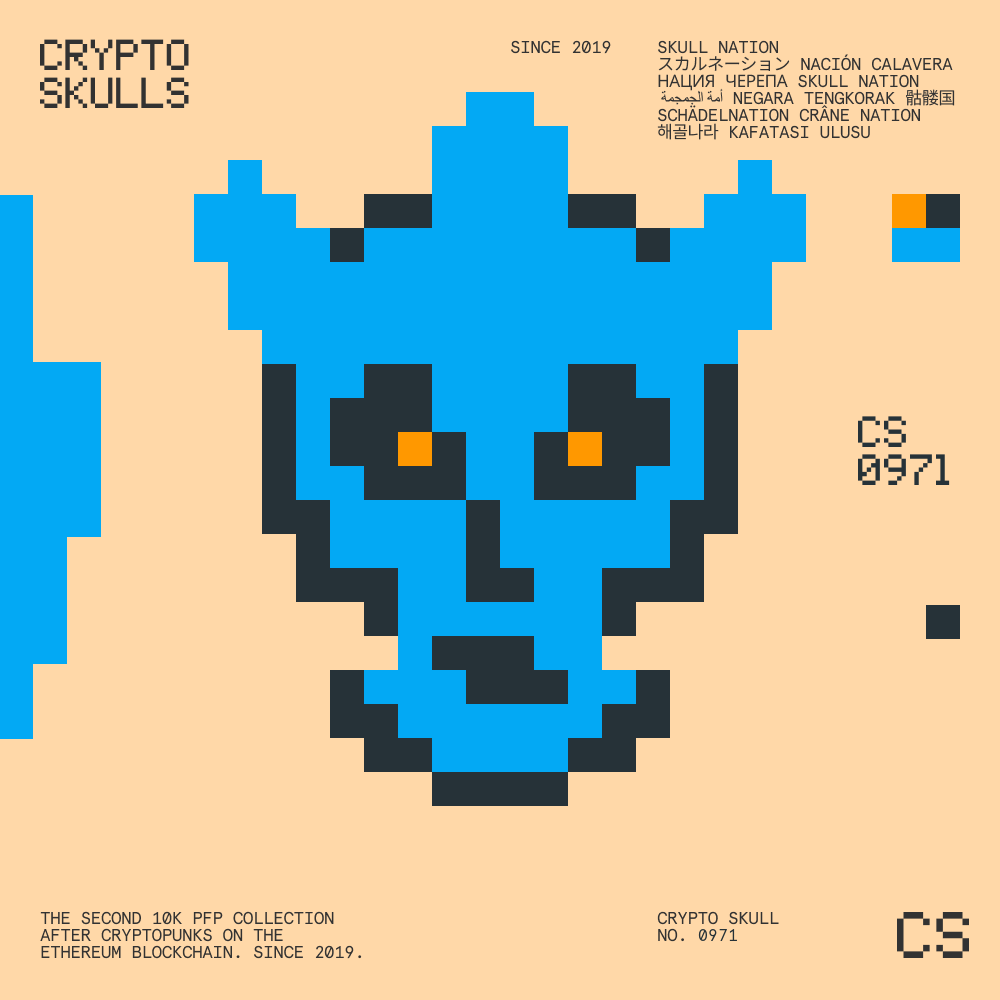 CRYPTO
SKULLS
SINCE 2019
SKULL NATION
スカルネーション NACIÓN CALAVERA
НАЦИЯ ЧЕРЕПА SKULL NATION
أمة الجمجمة NEGARA TENGKORAK 骷髅国
SCHÄDELNATION CRÂNE NATION
해골나라 KAFATASI ULUSU
CS
0971
THE SECOND 10K PFP COLLECTION
AFTER CRYPTOPUNKS ON THE
ETHEREUM BLOCKCHAIN. SINCE 2019.
CRYPTO SKULL
NO. 0971
CS